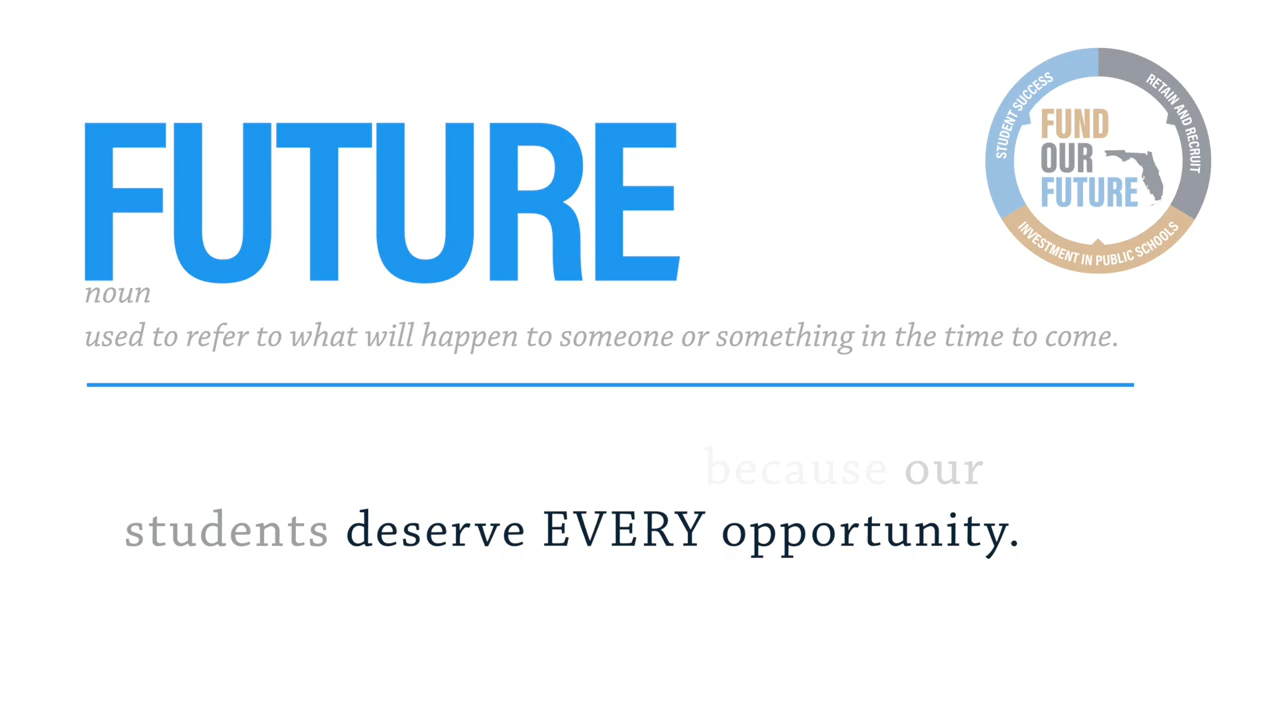 FUTURE
noun
used to refer to what will happen to someone or something in the time to come.
because our
students deserve EVERY opportunity.
STUDENT SUCCESS
RETAIN AND RECRUIT
INVESTMENT IN PUBLIC SCHOOLS
FUND
OUR
FUTURE